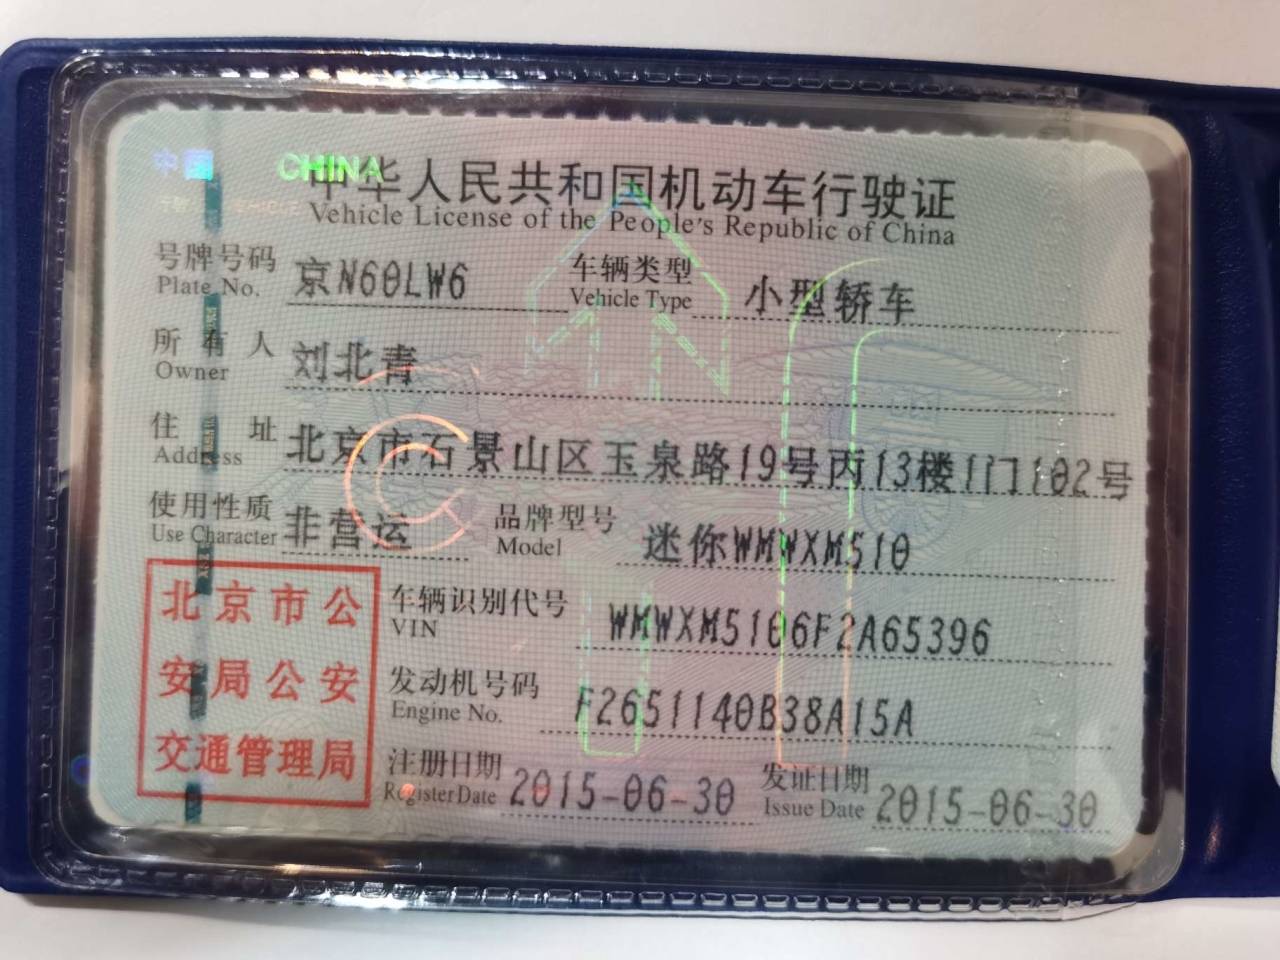 中国 CHINA
中华人民共和国机动车行驶证
Vehicle License of the People's Republic of China
号牌号码 京N60LW6 车辆类型 小型轿车
Plate No. Vehicle Type
所有人 刘北青
Owner
住址 北京市石景山区玉泉路19号丙13楼1门102号
Address
使用性质 非营运 品牌型号 迷你WMWXM510
Use Character Model
北京市公
安局公安
交通管理局
车辆识别代号 WMWXM5106F2A65396
VIN
发动机号码 F2651140B38A15A
Engine No.
注册日期 2015-06-30 发证日期 2015-06-30
Register Date Issue Date